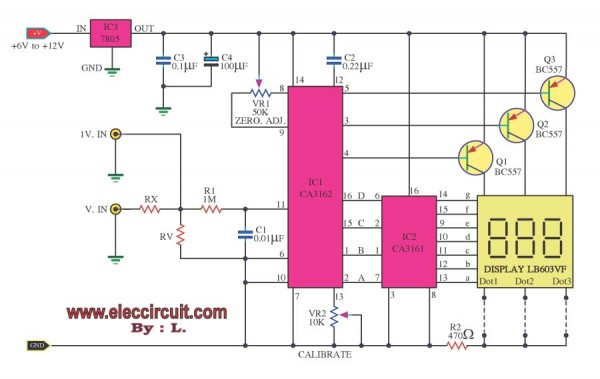 +V
+6V to +12V
IN
IC3
7805
OUT
GND
C3
0.1µF
C4
100µF
VR1
50K
ZERO. ADJ.
8
9
14
C2
0.22µF
12
5
3
4
Q3
BC557
Q2
BC557
Q1
BC557
1V. IN
V. IN
RX
RV
R1
1M
C1
0.01µF
11
6
10
IC1
CA3162
16 D 6
15 C 2
1 B 1
2 A 7
7
13
VR2
10K
CALIBRATE
16
IC2
CA3161
14 g
15 f
9 e
10 d
11 c
12 b
13 a
3
8
888
DISPLAY LB603VF
Dot1
Dot2
Dot3
R2
470Ω
www.eleccircuit.com
By : L.
GND